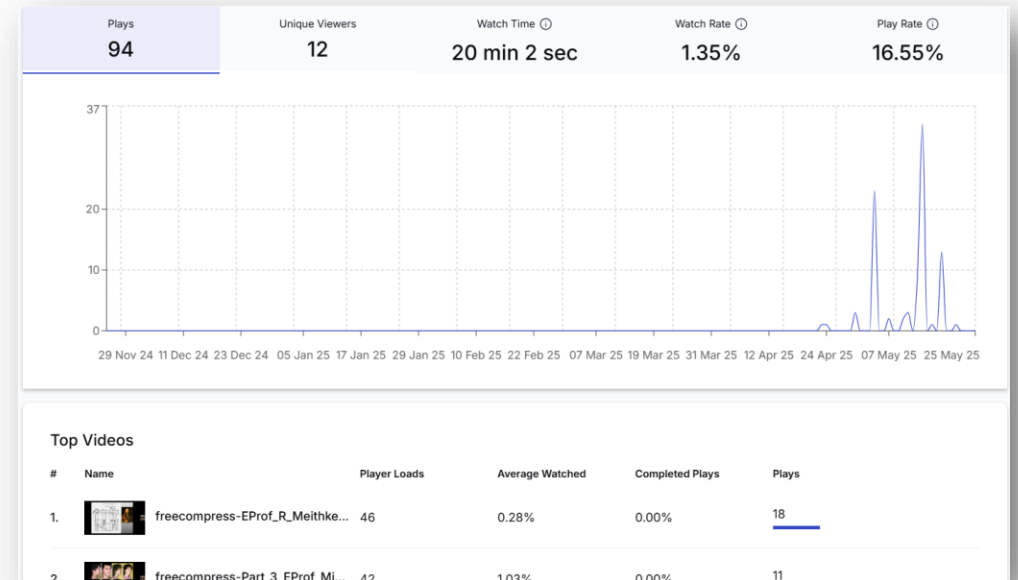 Plays Unique Viewers Watch Time Watch Rate Play Rate
94 12 20 min 2 sec 1.35% 16.55%
37
20
10
0
29 Nov 24 11 Dec 24 23 Dec 24 05 Jan 25 17 Jan 25 29 Jan 25 10 Feb 25 22 Feb 25 07 Mar 25 19 Mar 25 31 Mar 25 12 Apr 25 24 Apr 25 07 May 25 25 May 25
Top Videos
# Name Player Loads Average Watched Completed Plays Plays
1. freecompress-EProf_R_Meithke... 46 0.28% 0.00% 18
2. freecompress-Part_3_EProf_Mi... 42 1.03% 0.00% 11